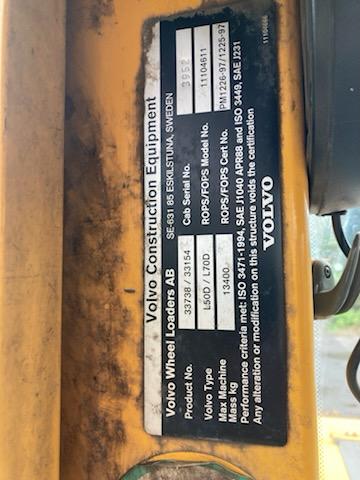 Volvo Construction Equipment
Volvo Wheel Loaders AB SE-631 85 ESKILSTUNA, SWEDEN
Product No. 33738 / 33154 Cab Serial No. 3952
Volvo Type L50D / L70D ROPS/FOPS Model No. 11104611
Max Machine Mass kg 13400 ROPS/FOPS Cert No. PM1226-97/1225-97
Performance criteria met: ISO 3471-1994, SAE J1040 APR88 and ISO 3449, SAE J231
Any alteration or modification on this structure voids the certification
VOLVO